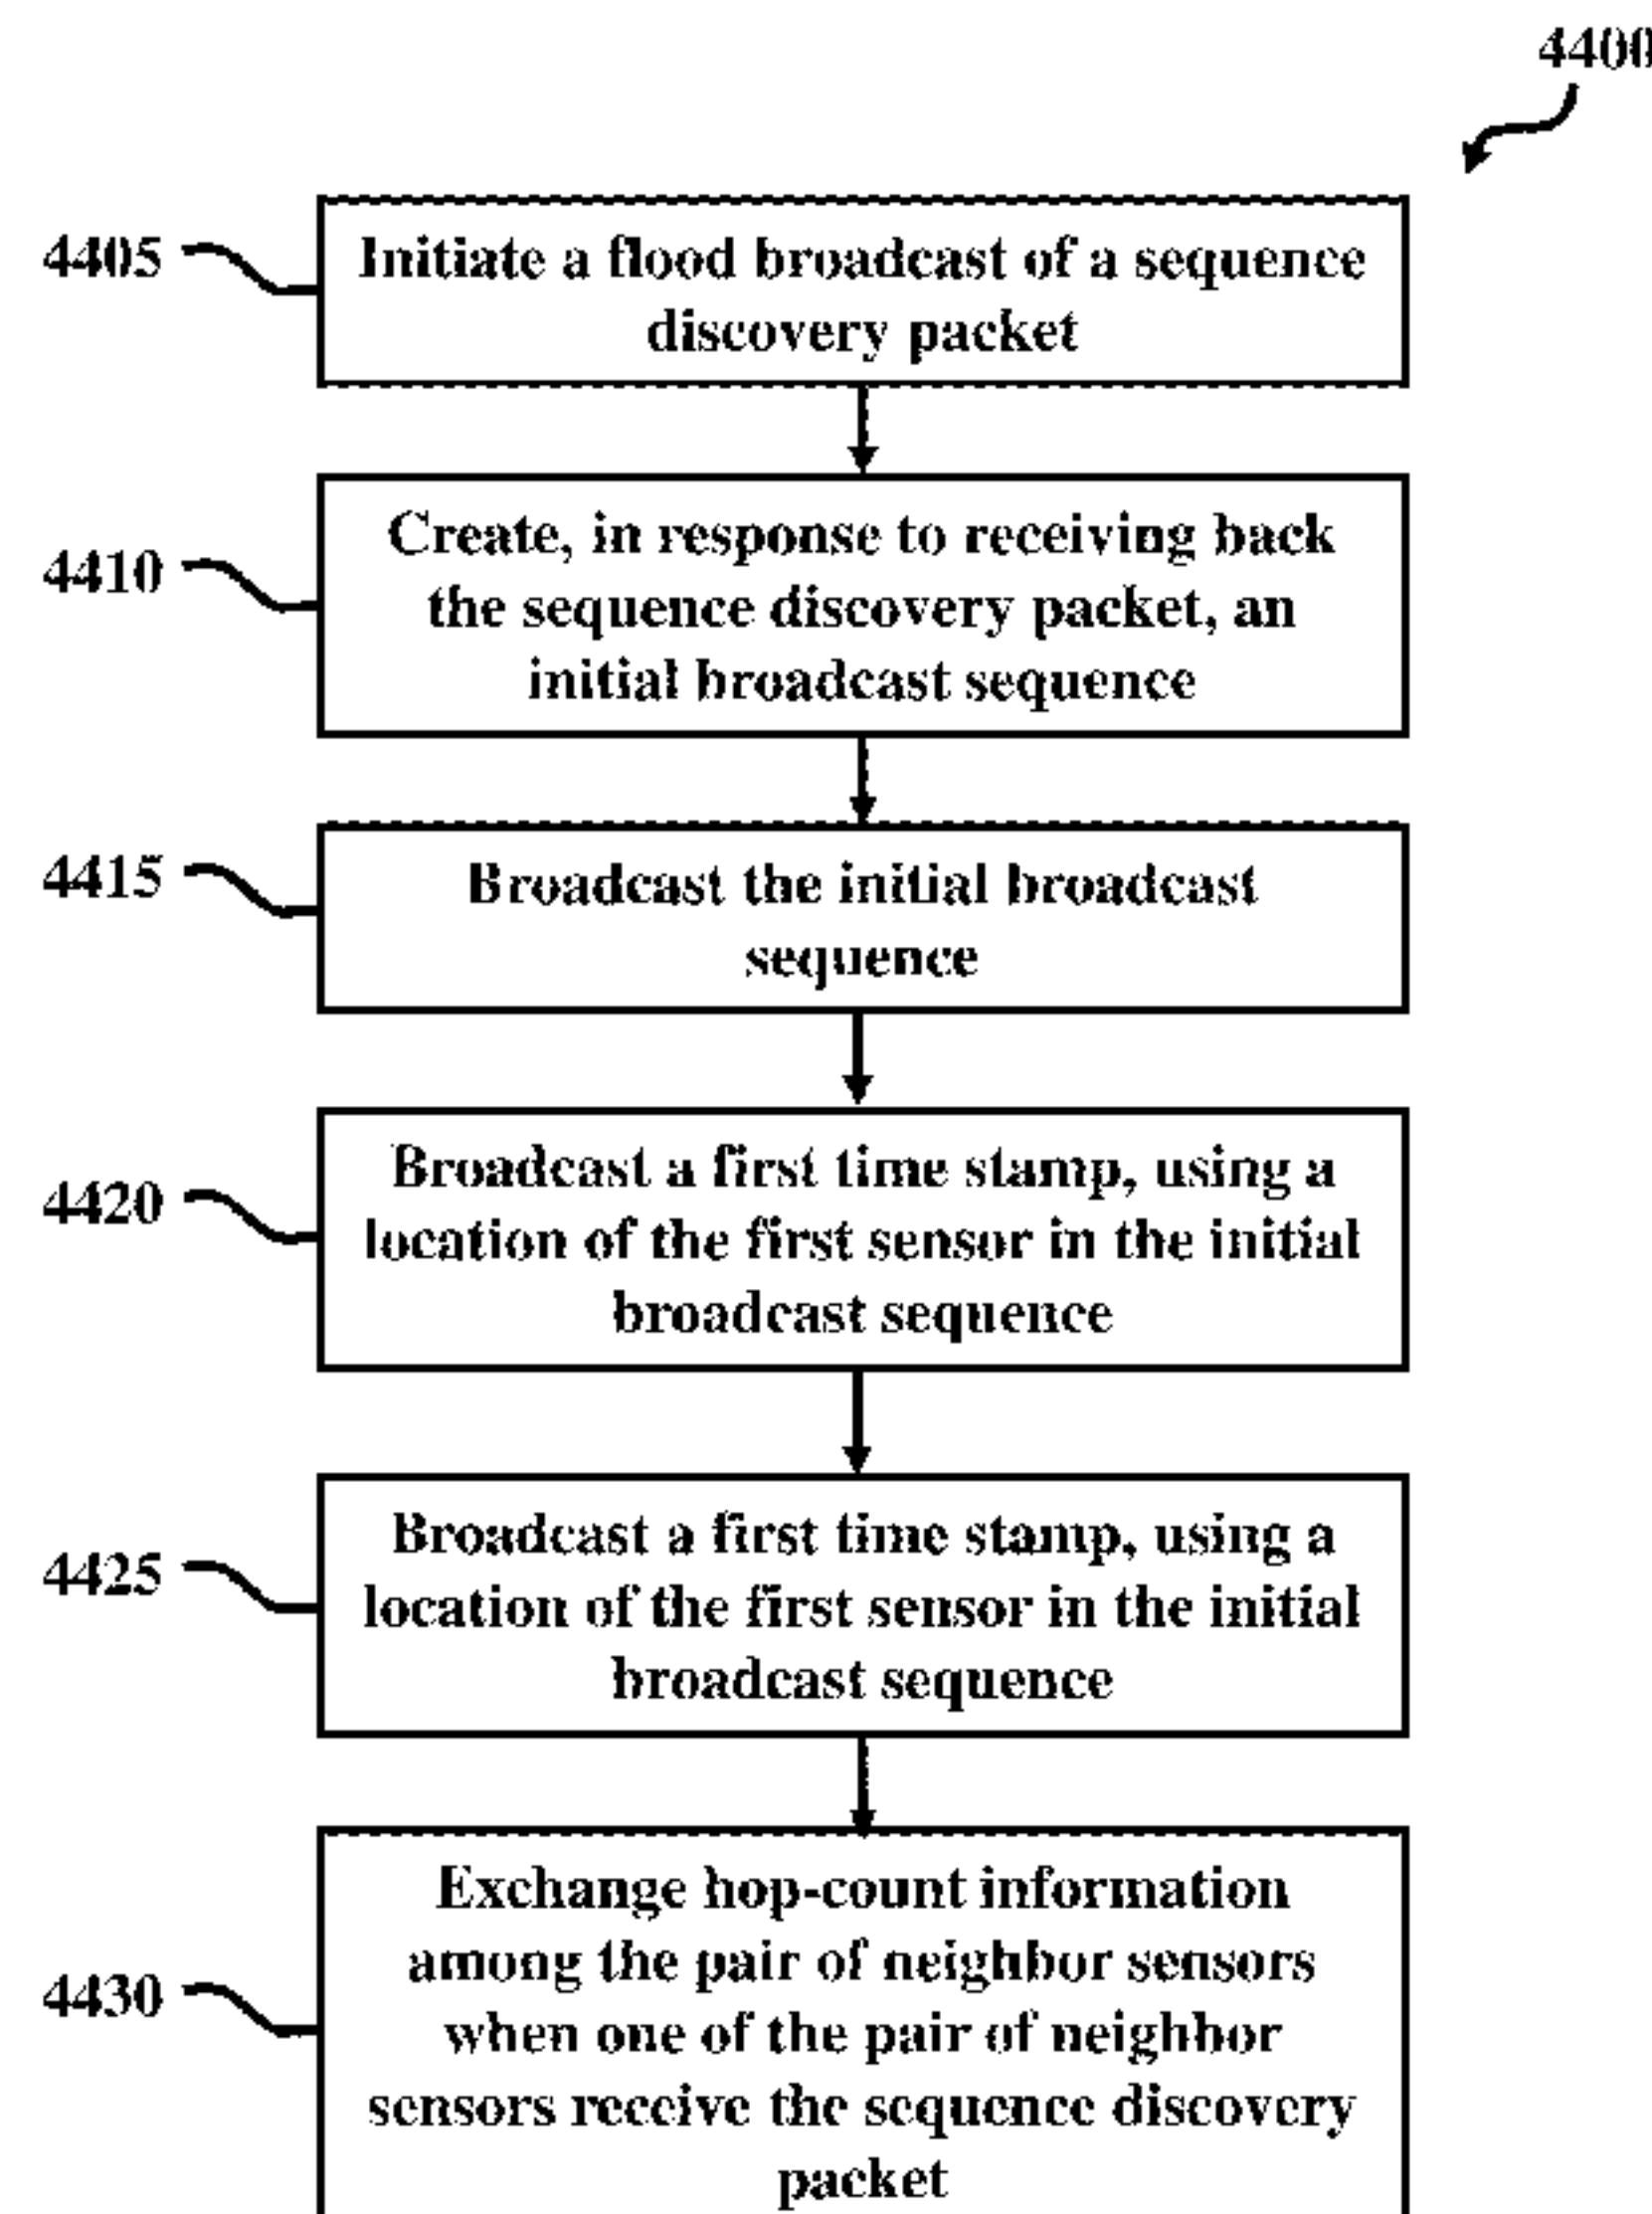 4400
4405
Initiate a flood broadcast of a sequence
discovery packet
4410
Create, in response to receiving back
the sequence discovery packet, an
initial broadcast sequence
4415
Broadcast the initial broadcast
sequence
4420
Broadcast a first time stamp, using a
location of the first sensor in the initial
broadcast sequence
4425
Broadcast a first time stamp, using a
location of the first sensor in the initial
broadcast sequence
4430
Exchange hop-count information
among the pair of neighbor sensors
when one of the pair of neighbor
sensors receive the sequence discovery
packet